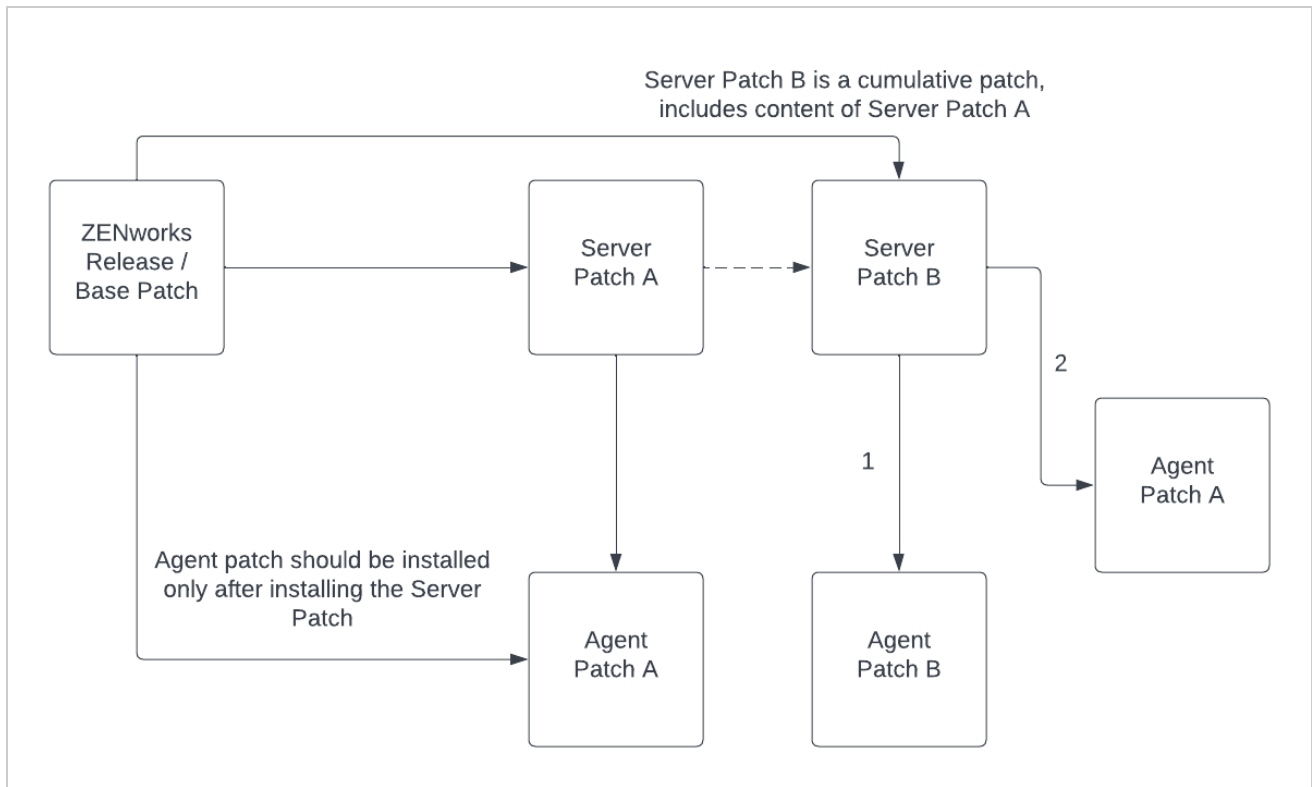 Server Patch B is a cumulative patch,
includes content of Server Patch A
ZENworks
Release /
Base Patch
Server
Patch A
Server
Patch B
2
1
Agent
Patch A
Agent patch should be installed
only after installing the Server
Patch
Agent
Patch A
Agent
Patch B